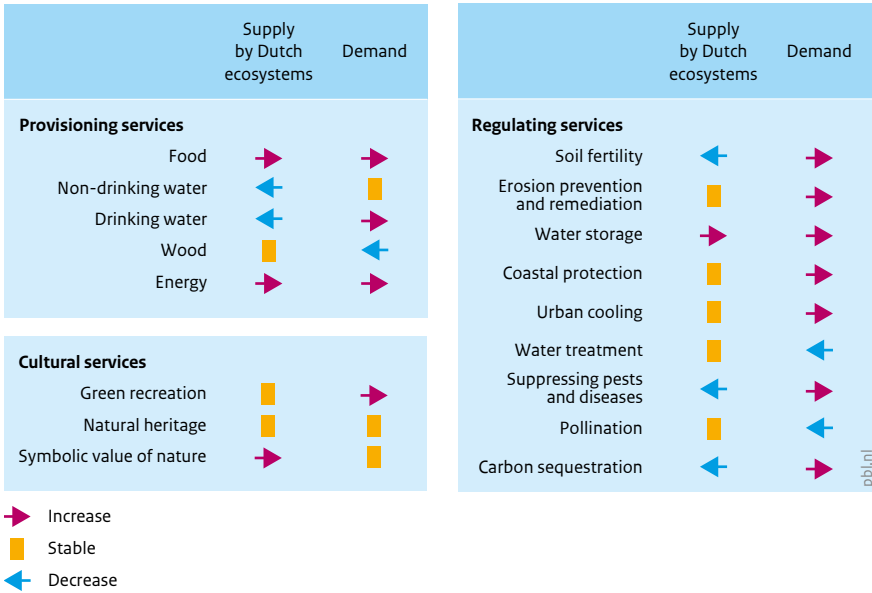 Supply
by Dutch
ecosystems
Demand
Provisioning services
Food
Non-drinking water
Drinking water
Wood
Energy
Cultural services
Green recreation
Natural heritage
Symbolic value of nature
Supply
by Dutch
ecosystems
Demand
Regulating services
Soil fertility
Erosion prevention
and remediation
Water storage
Coastal protection
Urban cooling
Water treatment
Suppressing pests
and diseases
Pollination
Carbon sequestration
pbl.nl
Increase
Stable
Decrease